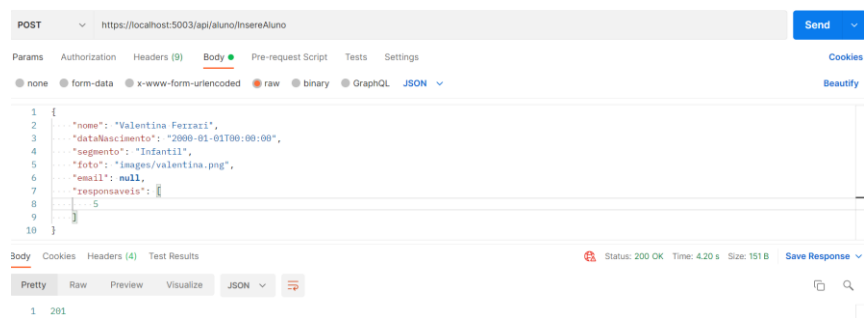 POST https://localhost:5003/api/aluno/InsereAluno Send
Params Authorization Headers (9) Body Pre-request Script Tests Settings Cookies
none form-data x-www-form-urlencoded raw binary GraphQL JSON Beautify
1 {
2 "nome": "Valentina Ferrari",
3 "dataNascimento": "2000-01-01T00:00:00",
4 "segmento": "Infantil",
5 "foto": "images/valentina.png",
6 "email": null,
7 "responsaveis": [
8 5
9 ]
10 }
Body Cookies Headers (4) Test Results Status: 200 OK Time: 4.20 s Size: 151 B Save Response
Pretty Raw Preview Visualize JSON
1 201